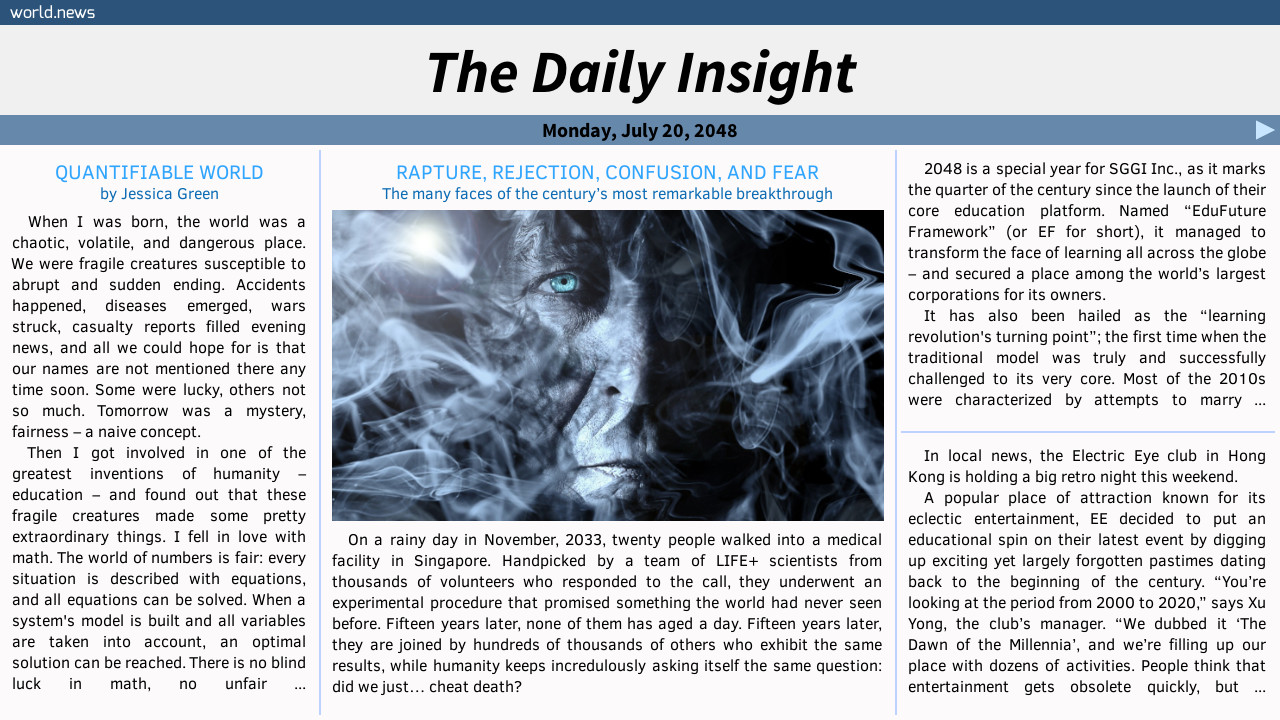 world.news
The Daily Insight
Monday, July 20, 2048
QUANTIFIABLE WORLD
by Jessica Green
When I was born, the world was a
chaotic, volatile, and dangerous place.
We were fragile creatures susceptible to
abrupt and sudden ending. Accidents
happened, diseases emerged, wars
struck, casualty reports filled evening
news, and all we could hope for is that
our names are not mentioned there any
time soon. Some were lucky, others not
so much. Tomorrow was a mystery,
fairness – a naive concept.
Then I got involved in one of the
greatest inventions of humanity –
education – and found out that these
fragile creatures made some pretty
extraordinary things. I fell in love with
math. The world of numbers is fair: every
situation is described with equations,
and all equations can be solved. When a
system's model is built and all variables
are taken into account, an optimal
solution can be reached. There is no blind
luck in math, no unfair ...
RAPTURE, REJECTION, CONFUSION, AND FEAR
The many faces of the century’s most remarkable breakthrough
On a rainy day in November, 2033, twenty people walked into a medical
facility in Singapore. Handpicked by a team of LIFE+ scientists from
thousands of volunteers who responded to the call, they underwent an
experimental procedure that promised something the world had never seen
before. Fifteen years later, none of them has aged a day. Fifteen years later,
they are joined by hundreds of thousands of others who exhibit the same
results, while humanity keeps incredulously asking itself the same question:
did we just… cheat death?
2048 is a special year for SGGI Inc., as it marks
the quarter of the century since the launch of their
core education platform. Named “EduFuture
Framework” (or EF for short), it managed to
transform the face of learning all across the globe
– and secured a place among the world’s largest
corporations for its owners.
It has also been hailed as the “learning
revolution's turning point”; the first time when the
traditional model was truly and successfully
challenged to its very core. Most of the 2010s
were characterized by attempts to marry ...
In local news, the Electric Eye club in Hong
Kong is holding a big retro night this weekend.
A popular place of attraction known for its
eclectic entertainment, EE decided to put an
educational spin on their latest event by digging
up exciting yet largely forgotten pastimes dating
back to the beginning of the century. “You’re
looking at the period from 2000 to 2020,” says Xu
Yong, the club’s manager. “We dubbed it ‘The
Dawn of the Millennia’, and we’re filling up our
place with dozens of activities. People think that
entertainment gets obsolete quickly, but ...